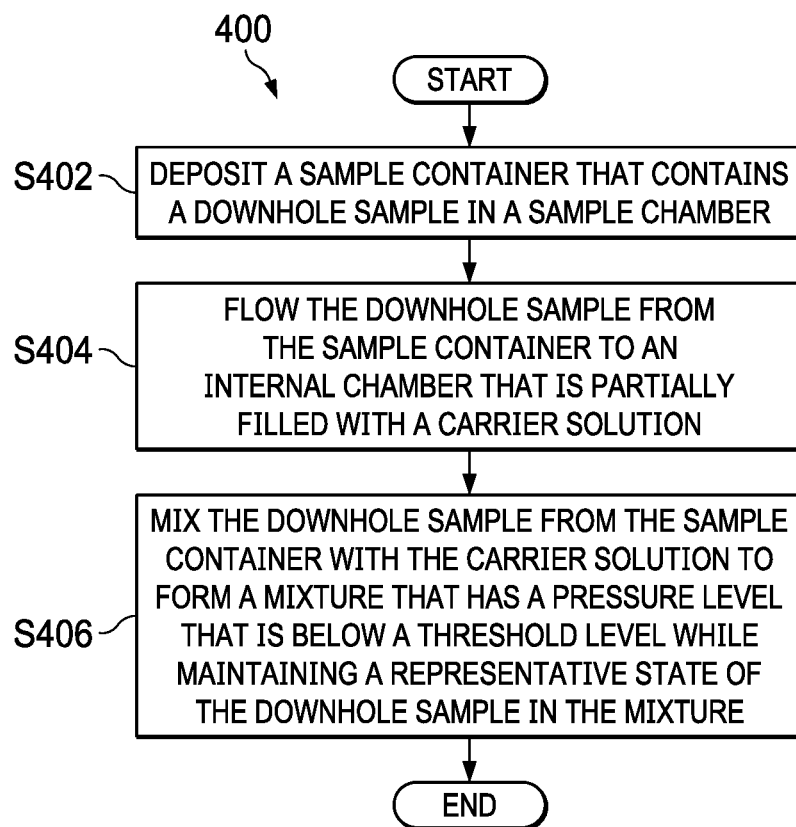 400
START
S402
DEPOSIT A SAMPLE CONTAINER THAT CONTAINS
A DOWNHOLE SAMPLE IN A SAMPLE CHAMBER
S404
FLOW THE DOWNHOLE SAMPLE FROM
THE SAMPLE CONTAINER TO AN
INTERNAL CHAMBER THAT IS PARTIALLY
FILLED WITH A CARRIER SOLUTION
S406
MIX THE DOWNHOLE SAMPLE FROM THE SAMPLE
CONTAINER WITH THE CARRIER SOLUTION TO
FORM A MIXTURE THAT HAS A PRESSURE LEVEL
THAT IS BELOW A THRESHOLD LEVEL WHILE
MAINTAINING A REPRESENTATIVE STATE OF
THE DOWNHOLE SAMPLE IN THE MIXTURE
END